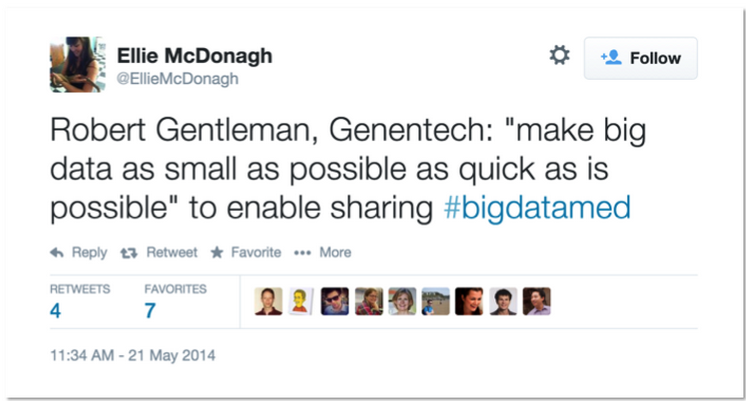 Ellie McDonagh
@EllieMcDonagh
Follow
Robert Gentleman, Genentech: "make big
data as small as possible as quick as is
possible" to enable sharing #bigdatamed
Reply Retweet Favorite More
RETWEETS FAVORITES
4 7
11:34 AM - 21 May 2014